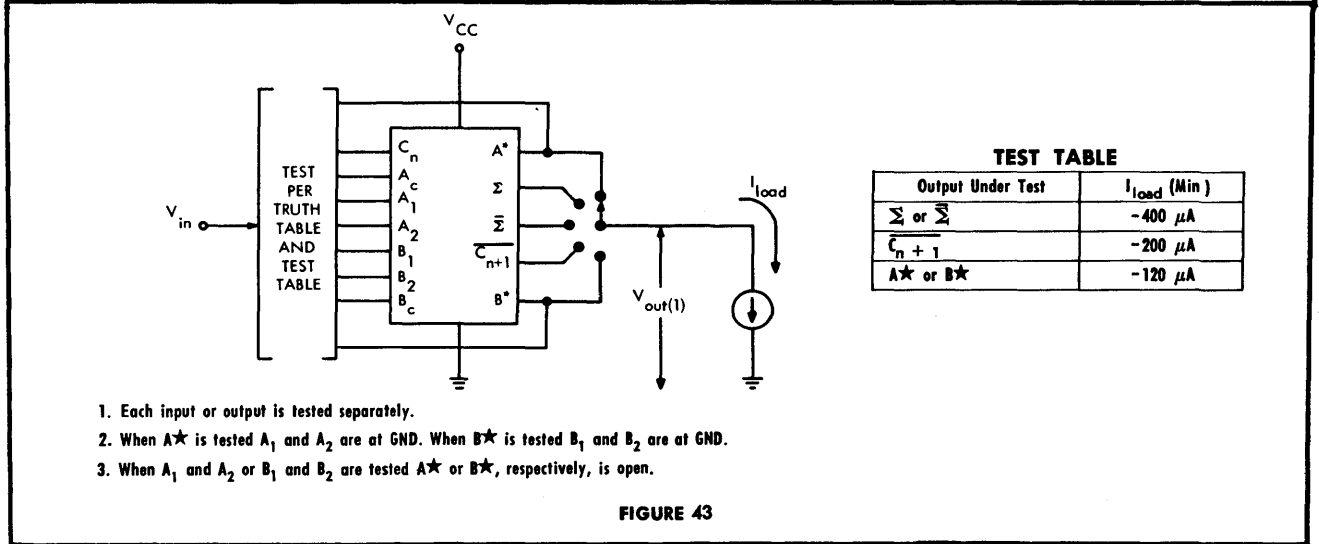 V_CC
V_in
TEST
PER
TRUTH
TABLE
AND
TEST
TABLE
C_n
A_c
A_1
A_2
B_1
B_2
B_c
A*
Σ
Σ̅
C̅_n̅+̅1̅
B*
V_out(1)
I_load
TEST TABLE
Output Under Test I_load (Min)
Σ or Σ̅ -400 μA
C̅_n̅ ̅+̅ ̅1̅ -200 μA
A★ or B★ -120 μA
1. Each input or output is tested separately.
2. When A★ is tested A_1 and A_2 are at GND. When B★ is tested B_1 and B_2 are at GND.
3. When A_1 and A_2 or B_1 and B_2 are tested A★ or B★, respectively, is open.
FIGURE 43